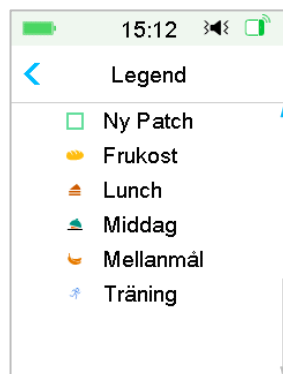 15:12
Legend
Ny Patch
Frukost
Lunch
Middag
Mellanmål
Träning